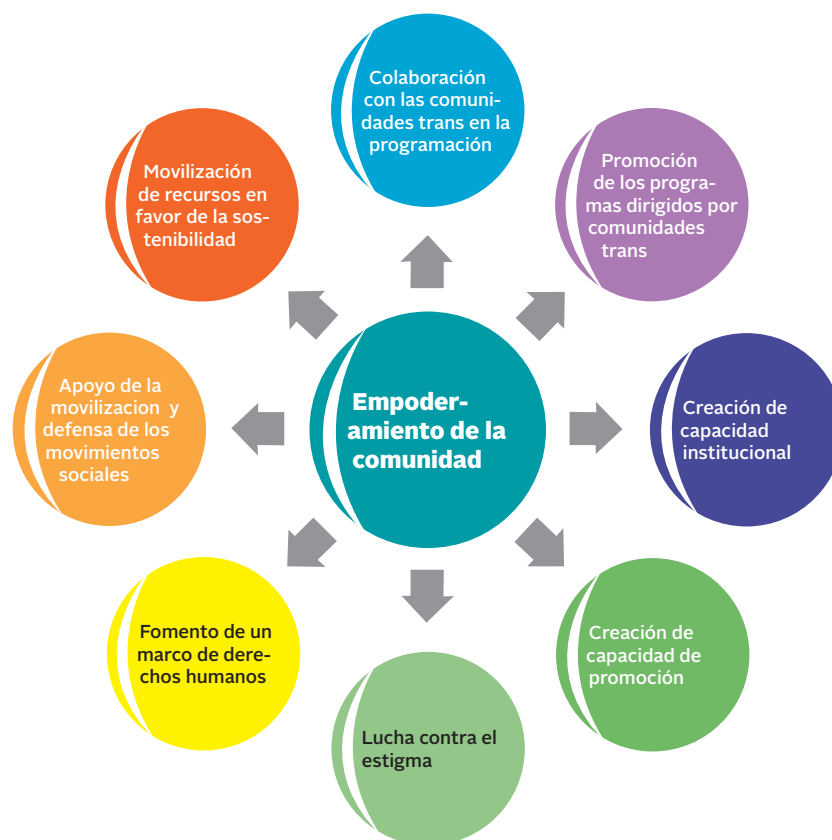 Colaboración
con las comuni-
dades trans en la
programación
Promoción
de los progra-
mas dirigidos por
comunidades
trans
Creación de
capacidad
institucional
Creación de
capacidad de
promoción
Lucha contra el
estigma
Fomento de un
marco de dere-
chos humanos
Apoyo de la
movilizacion y
defensa de los
movimientos
sociales
Movilización
de recursos en
favor de la sos-
tenibilidad
Empoder-
amiento de la
comunidad